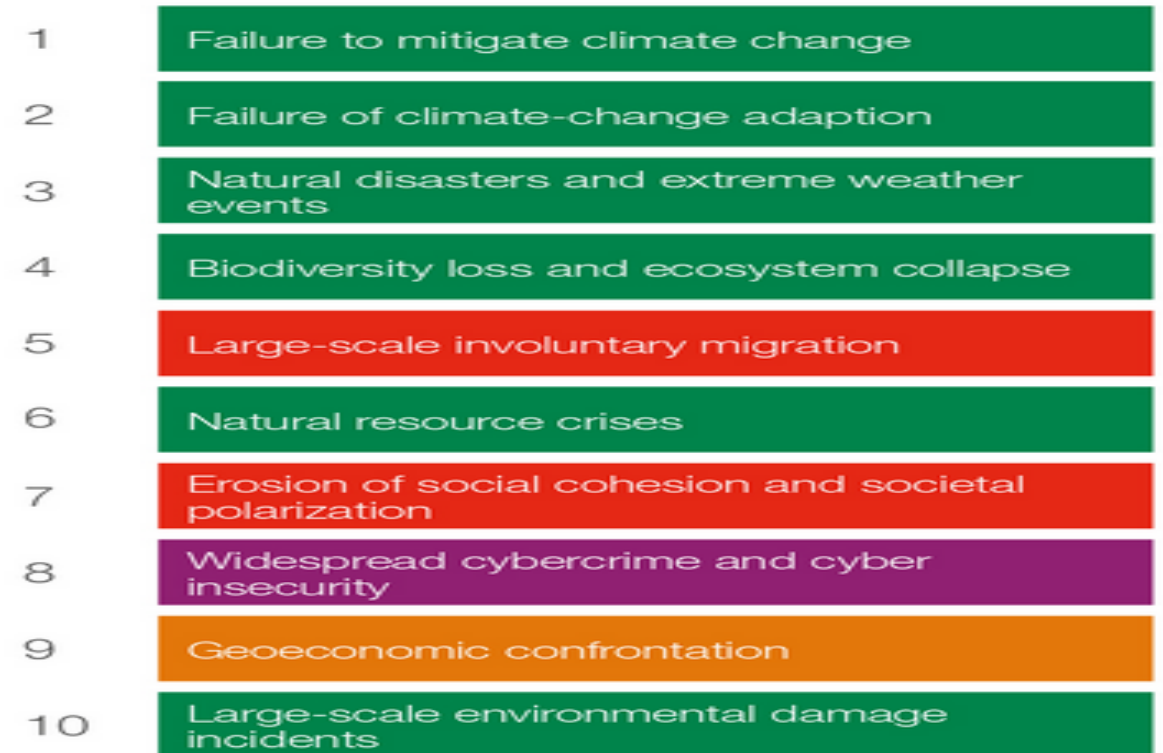 1 Failure to mitigate climate change
2 Failure of climate-change adaption
3 Natural disasters and extreme weather
events
4 Biodiversity loss and ecosystem collapse
5 Large-scale involuntary migration
6 Natural resource crises
7 Erosion of social cohesion and societal
polarization
8 Widespread cybercrime and cyber
insecurity
9 Geoeconomic confrontation
10 Large-scale environmental damage
incidents